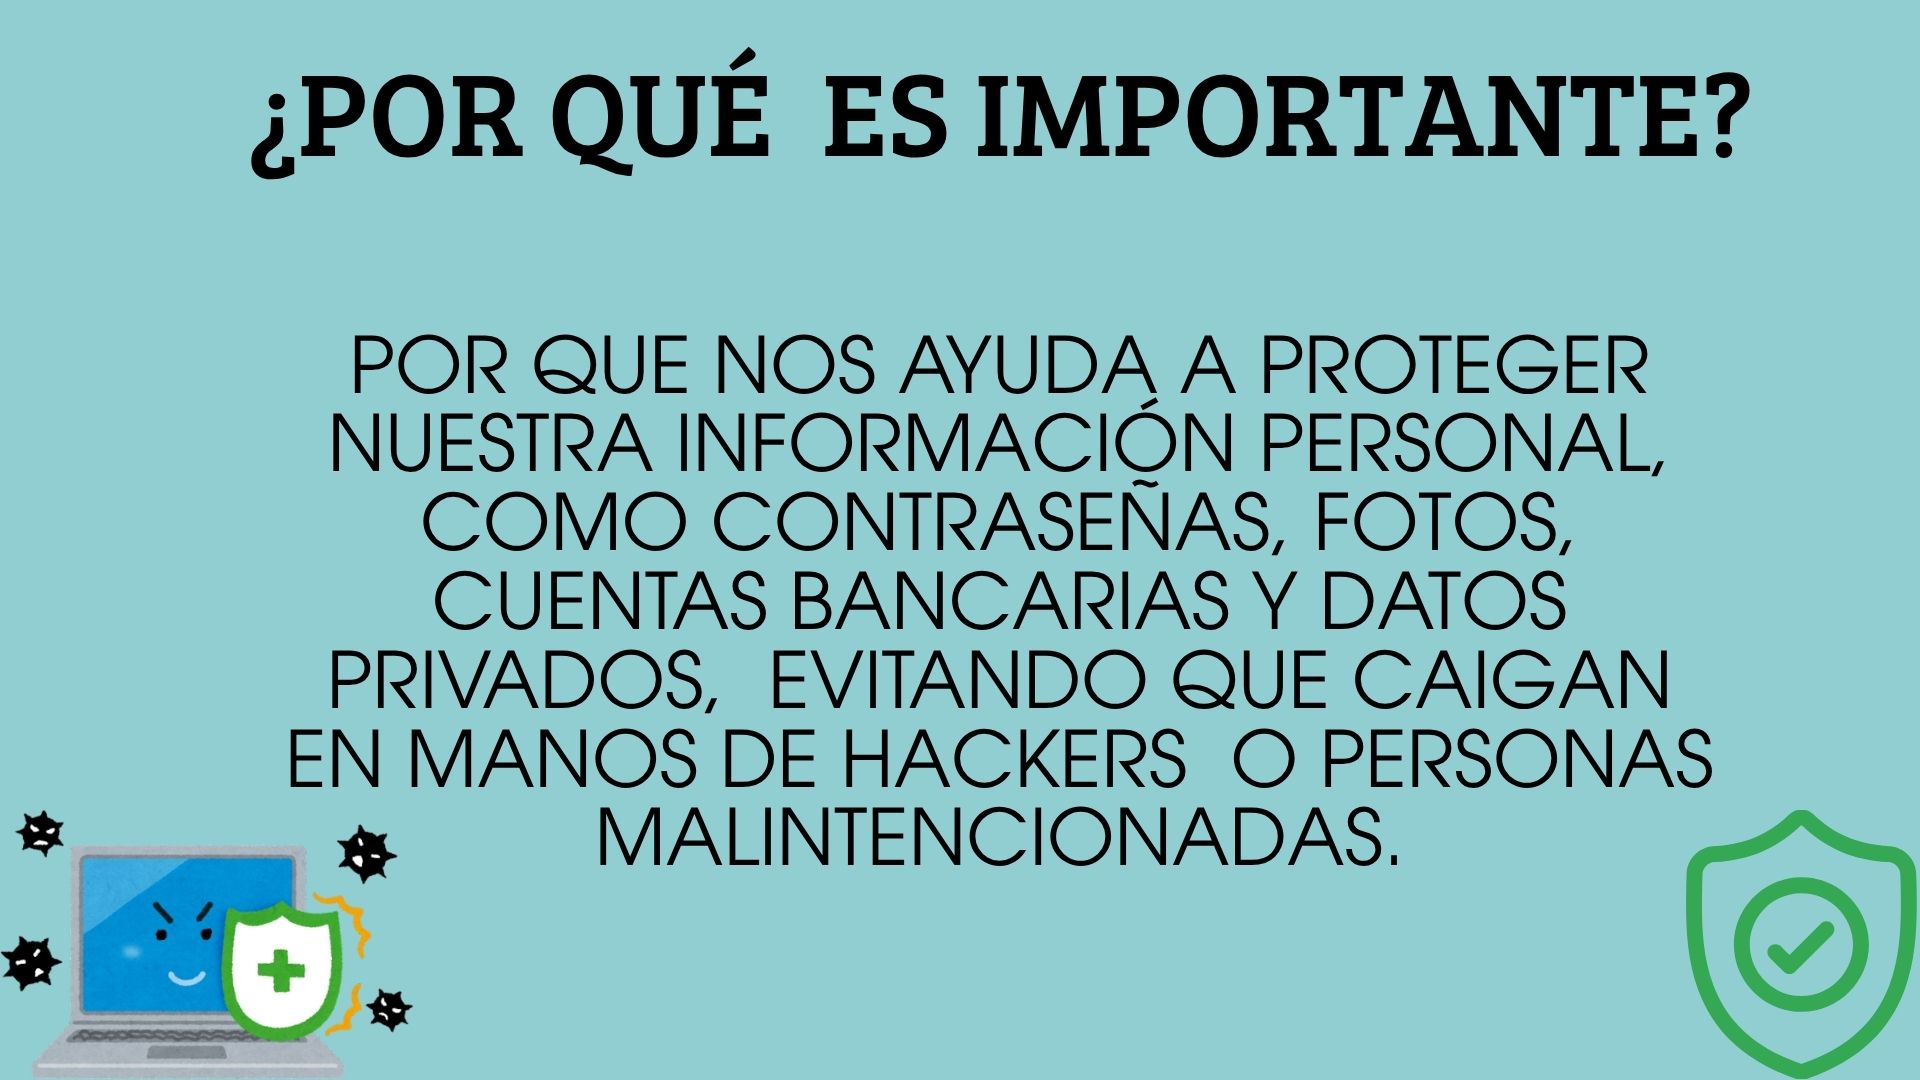 ¿POR QUÉ  ES IMPORTANTE?
POR QUE NOS AYUDA A PROTEGER
NUESTRA INFORMACIÓN PERSONAL,
COMO CONTRASEÑAS, FOTOS,
CUENTAS BANCARIAS Y DATOS
PRIVADOS,  EVITANDO QUE CAIGAN
EN MANOS DE HACKERS  O PERSONAS
MALINTENCIONADAS.